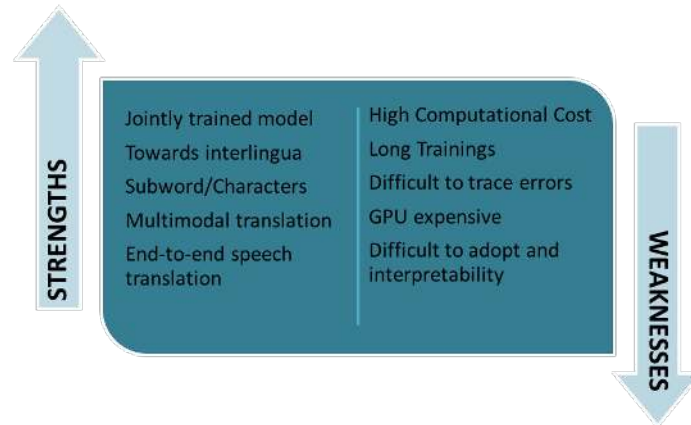 STRENGTHS
Jointly trained model
Towards interlingua
Subword/Characters
Multimodal translation
End-to-end speech
translation
High Computational Cost
Long Trainings
Difficult to trace errors
GPU expensive
Difficult to adopt and
interpretability
WEAKNESSES